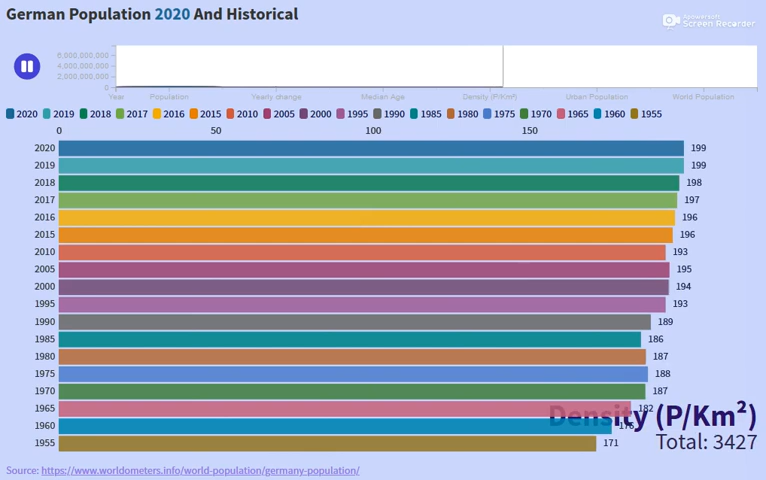 German Population 2020 And Historical
Apowersoft
Screen Recorder
6,000,000,000
4,000,000,000
2,000,000,000
0
Year Population Yearly change Median Age Density (P/Km²) Urban Population World Population
2020 2019 2018 2017 2016 2015 2010 2005 2000 1995 1990 1985 1980 1975 1970 1965 1960 1955
0 50 100 150
2020 199
2019 199
2018 198
2017 197
2016 196
2015 196
2010 193
2005 195
2000 194
1995 193
1990 189
1985 186
1980 187
1975 188
1970 187
1965 182
Density (P/Km²)
1960 176
Total: 3427
1955 171
Source: https://www.worldometers.info/world-population/germany-population/